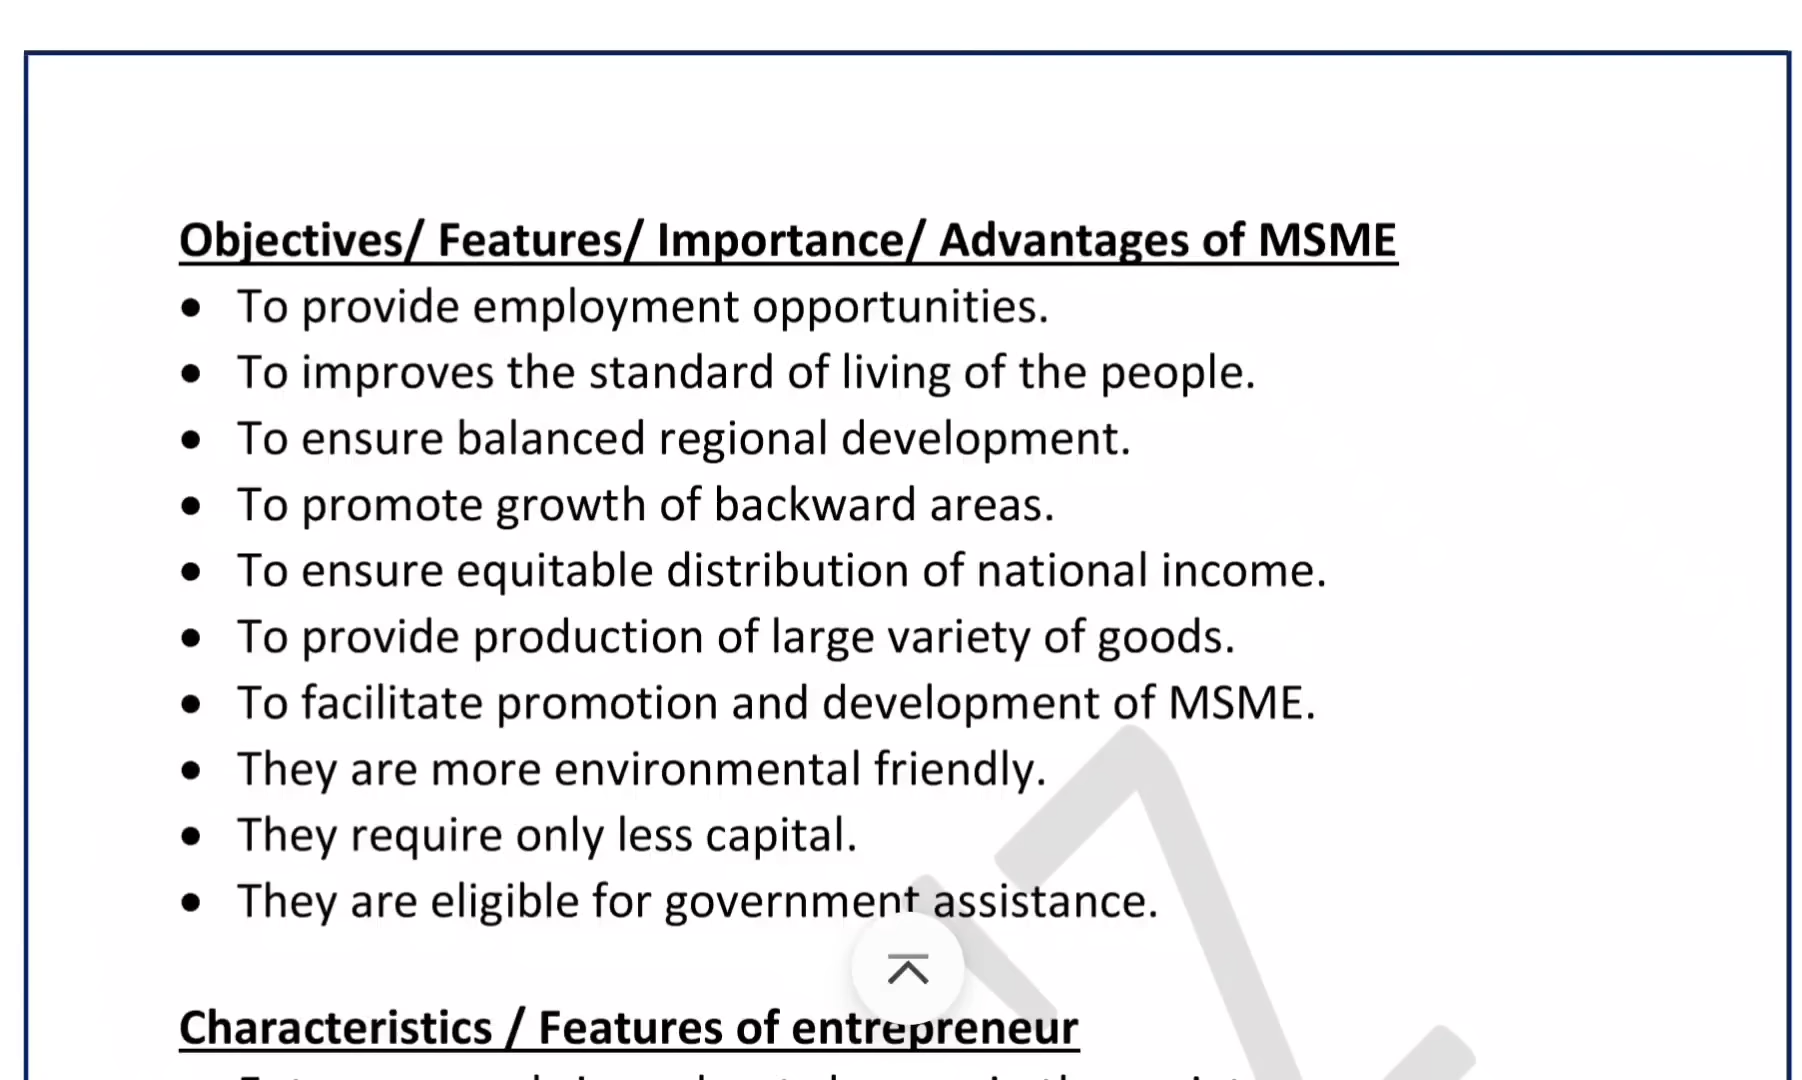 Objectives/ Features/ Importance/ Advantages of MSME
• To provide employment opportunities.
• To improves the standard of living of the people.
• To ensure balanced regional development.
• To promote growth of backward areas.
• To ensure equitable distribution of national income.
• To provide production of large variety of goods.
• To facilitate promotion and development of MSME.
• They are more environmental friendly.
• They require only less capital.
• They are eligible for government assistance.
Characteristics / Features of entrepreneur